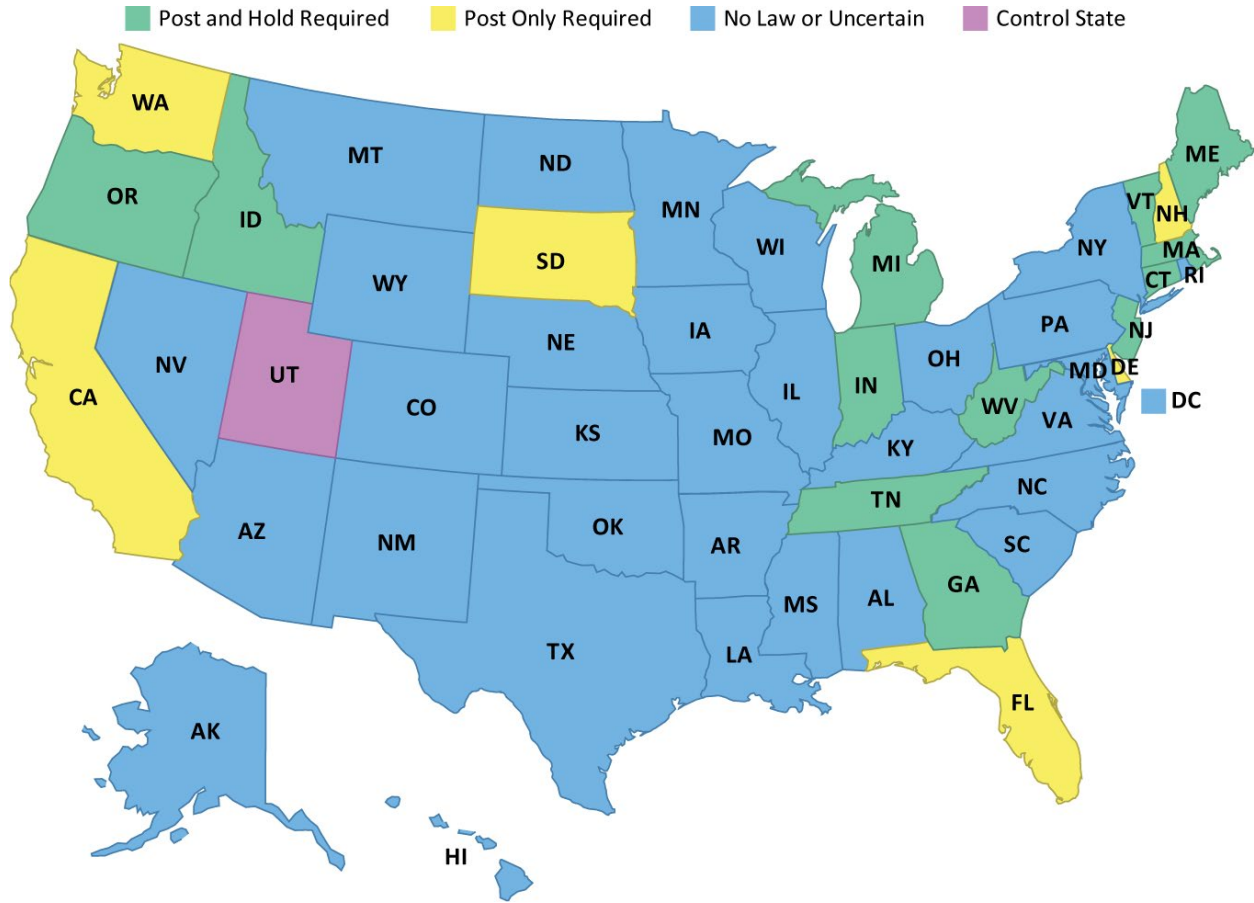 Post and Hold Required
Post Only Required
No Law or Uncertain
Control State
WA
MT
ND
ME
OR
ID
MN
VT
NH
WI
NY
MA
SD
MI
CT
RI
WY
IA
PA
NJ
NV
NE
OH
UT
IL
IN
MD
DE
CA
CO
WV
DC
KS
MO
VA
KY
NC
TN
AZ
NM
OK
AR
SC
MS
AL
GA
TX
LA
FL
AK
HI